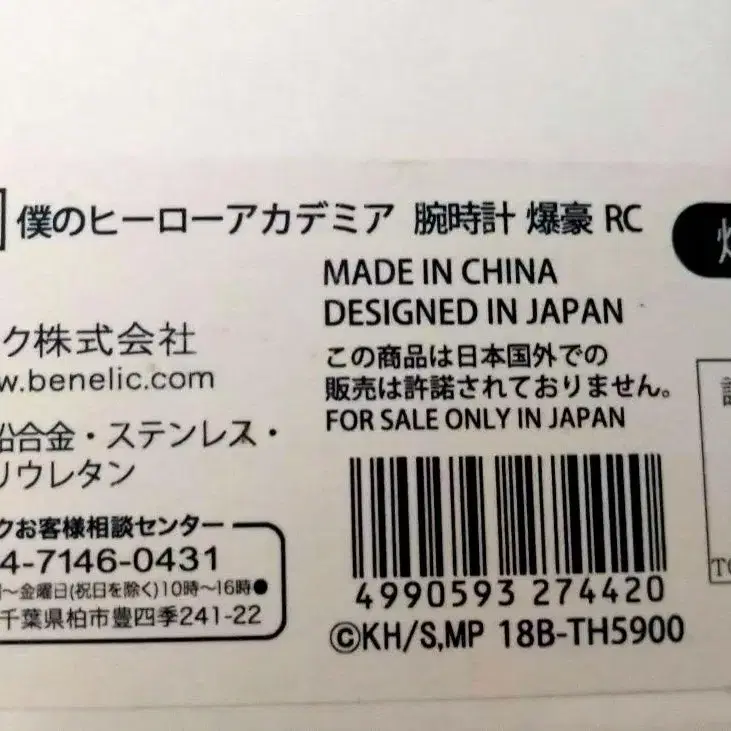 僕のヒーローアカデミア 腕時計 爆豪 RC
MADE IN CHINA
DESIGNED IN JAPAN
ク株式会社
w.benelic.com
この商品は日本国外での
販売は許諾されておりません。
FOR SALE ONLY IN JAPAN
合金・ステンレス・
リウレタン
クお客様相談センター
4-7146-0431
～金曜日(祝日を除く)10時～16時●
千葉県柏市豊四季241-22
4990593 274420
©KH/S,MP 18B-TH5900